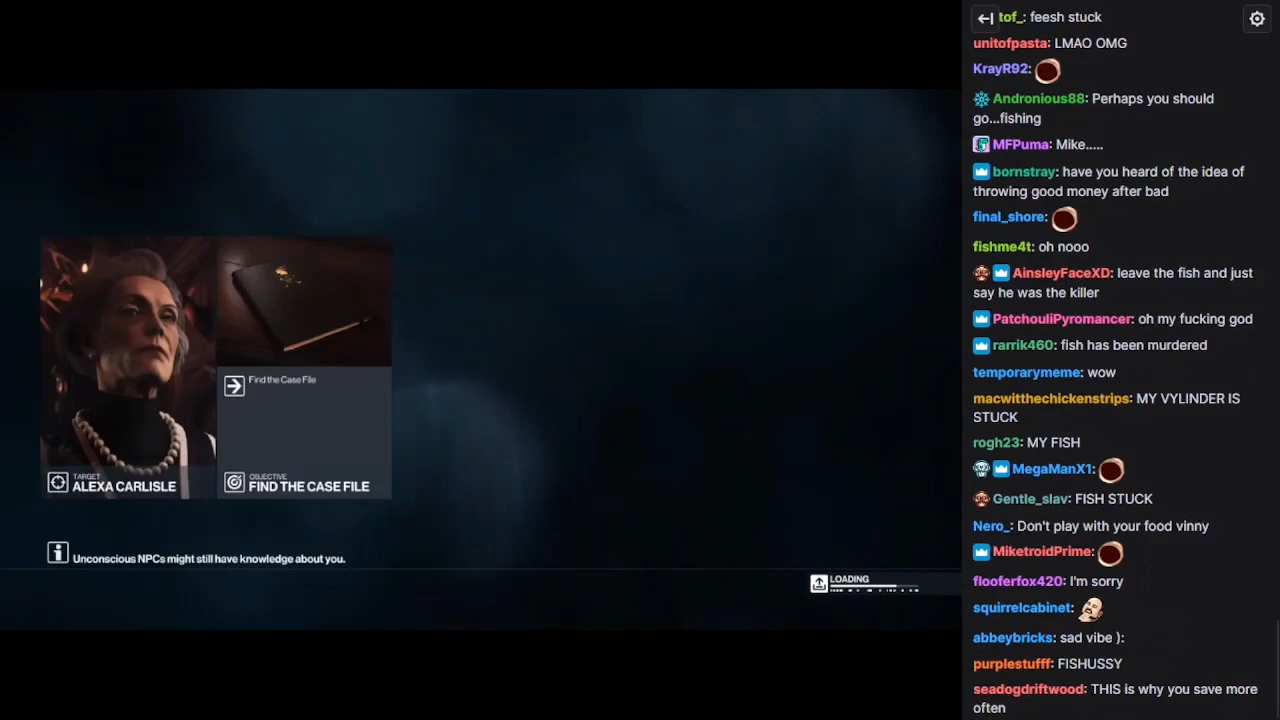 TARGET
ALEXA CARLISLE
Find the Case File
OBJECTIVE
FIND THE CASE FILE
Unconscious NPCs might still have knowledge about you.
LOADING
tof_: feesh stuck
unitofpasta: LMAO OMG
KrayR92:
Andronious88: Perhaps you should
go...fishing
MFPuma: Mike.....
bornstray: have you heard of the idea of
throwing good money after bad
final_shore:
fishme4t: oh nooo
AinsleyFaceXD: leave the fish and just
say he was the killer
PatchouliPyromancer: oh my fucking god
rarrik460: fish has been murdered
temporarymeme: wow
macwitthechickenstrips: MY VYLINDER IS
STUCK
rogh23: MY FISH
MegaManX1:
Gentle_slav: FISH STUCK
Nero_: Don't play with your food vinny
MiketroidPrime:
flooferfox420: I'm sorry
squirrelcabinet:
abbeybricks: sad vibe ):
purplestufff: FISHUSSY
seadogdriftwood: THIS is why you save more
often